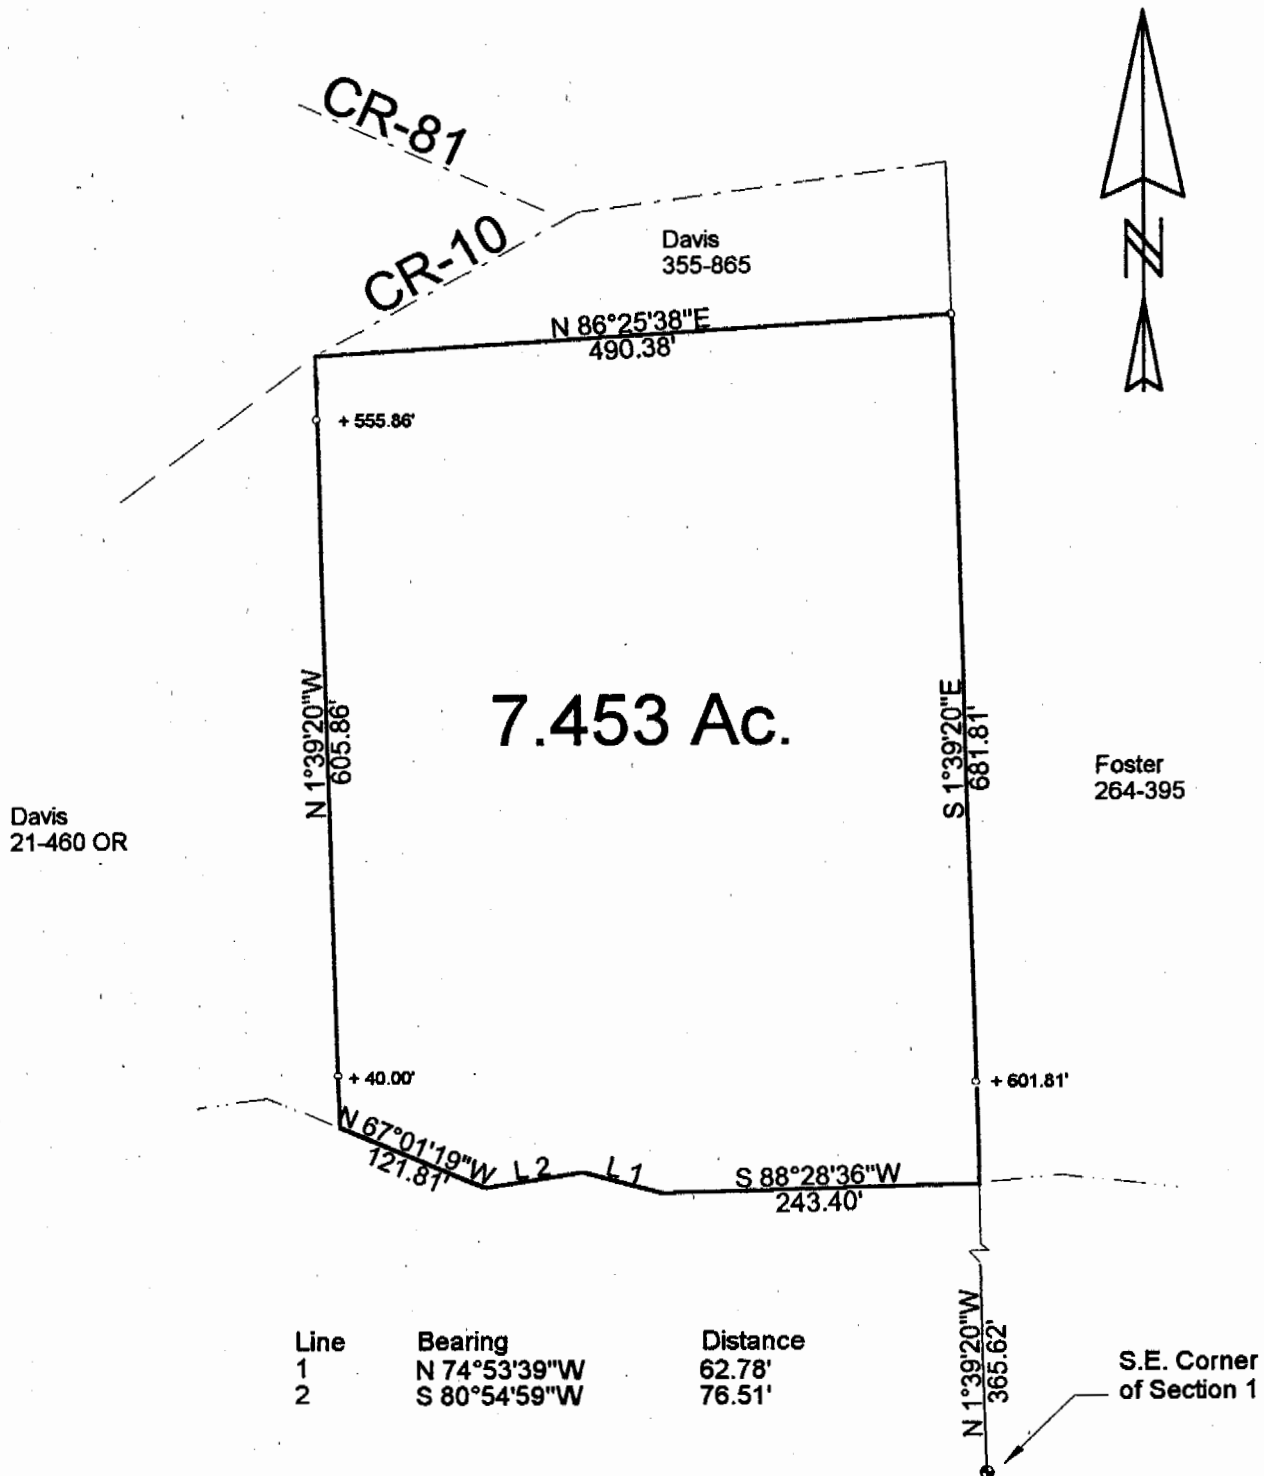 CR-81
CR-10
N
Davis
355-865
N 86°25'38"E
490.38'
+ 555.86'
N 1°39'20"W
605.86'
7.453 Ac.
S 1°39'20"E
681.81'
Foster
264-395
Davis
21-460 OR
+ 40.00'
+ 601.81'
N 67°01'19"W
121.81'
L 2
L 1
S 88°28'36"W
243.40'
N 1°39'20"W
365.62'
S.E. Corner
of Section 1
Line Bearing Distance
1 N 74°53'39"W 62.78'
2 S 80°54'59"W 76.51'